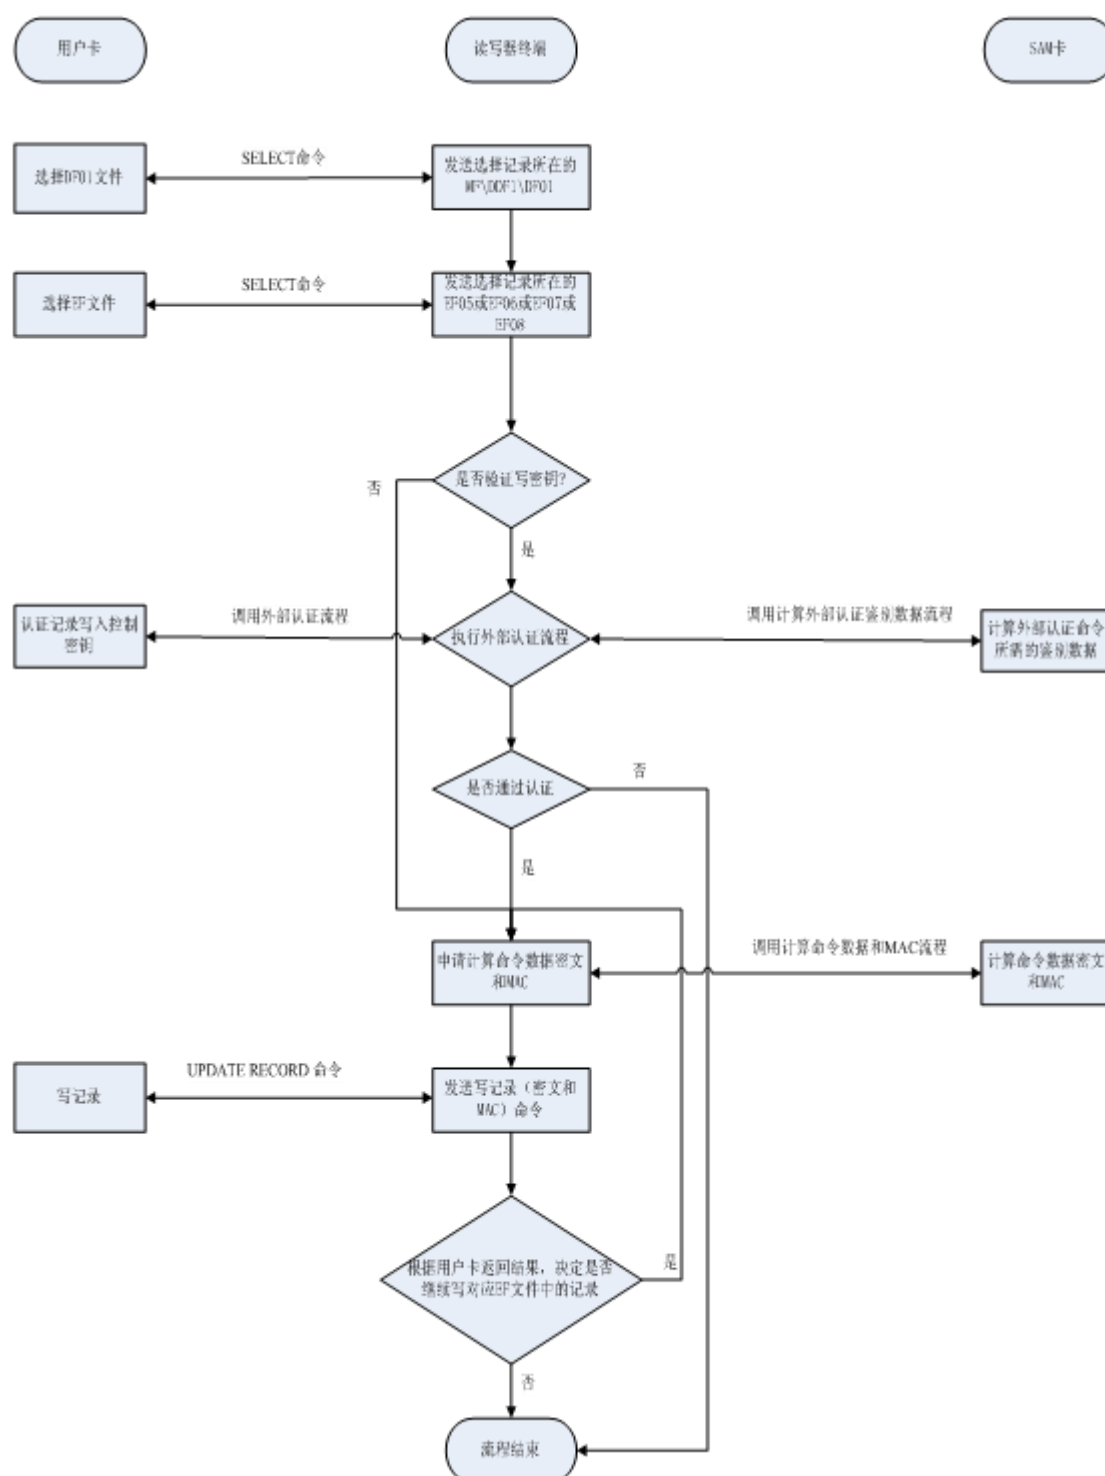 用户卡
读写器终端
SAM卡
选择DF01文件
SELECT命令
发送选择记录所在的
MF\DDF1\DF01
选择EF文件
SELECT命令
发送选择记录所在的
EF05或EF06或EF07或
EF08
是否验证写密钥?
否
是
认证记录写入控制
密钥
调用外部认证流程
执行外部认证流程
调用计算外部认证鉴别数据流程
计算外部认证命令
所需的鉴别数据
是否通过认证
否
是
申请计算命令数据密文
和MAC
调用计算命令数据和MAC流程
计算命令数据密文
和MAC
写记录
UPDATE RECORD 命令
发送写记录（密文和
MAC）命令
根据用户卡返回结果，决定是否
继续写对应EF文件中的记录
是
否
流程结束